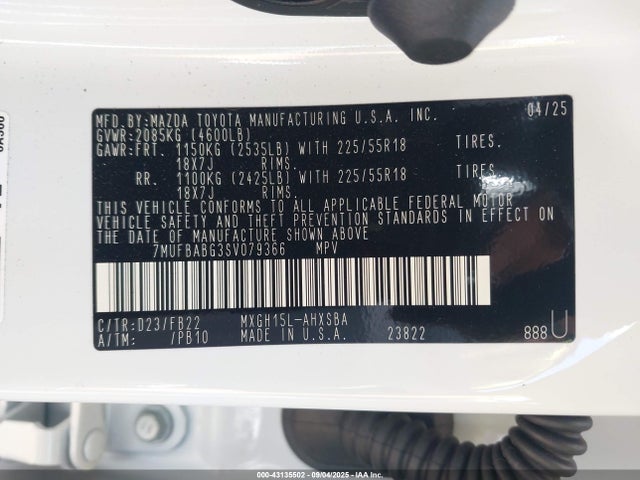 MFD.BY:MAZDA TOYOTA MANUFACTURING U.S.A. INC. 04/25
GVWR:2085KG (4600LB)
GAWR:FRT. 1150KG (2535LB) WITH 225/55R18 TIRES.
18X7J RIMS.
RR. 1100KG (2425LB) WITH 225/55R18 TIRES.
18X7J RIMS.
THIS VEHICLE CONFORMS TO ALL APPLICABLE FEDERAL MOTOR
VEHICLE SAFETY AND THEFT PREVENTION STANDARDS IN EFFECT ON
THE DATE OF MANUFACTURE SHOWN ABOVE.
7MUFBABG3SV079366 MPV
C/TR:D23/FB22 MXGH15L-AHXSBA
A/TM: /PB10 MADE IN U.S.A. 23822 888U
000-43135502 - 09/04/2025 - IAA Inc.